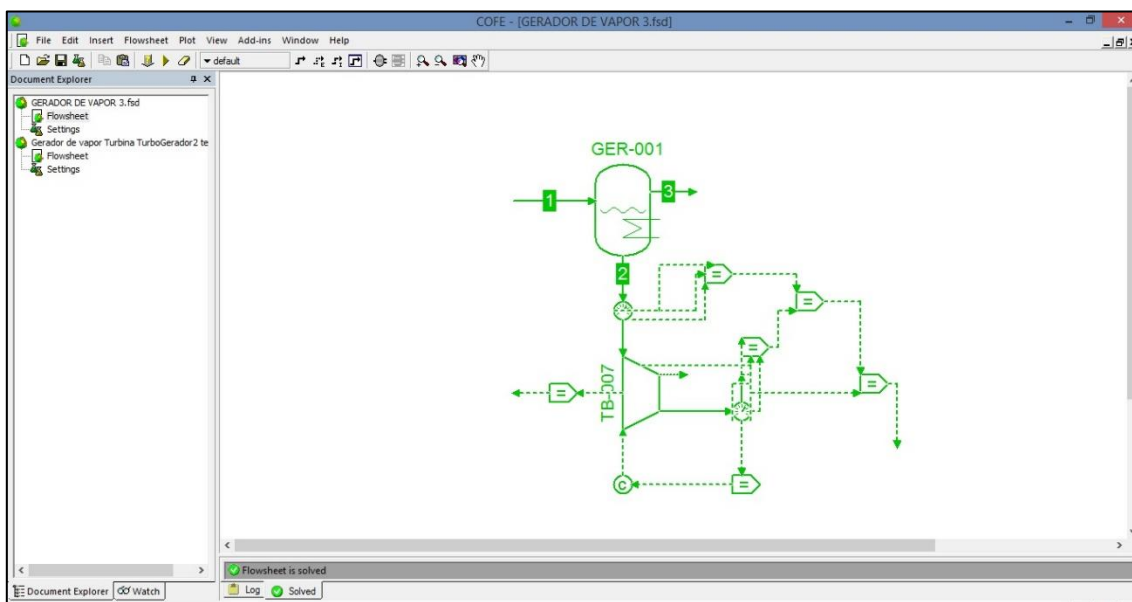 COFE - [GERADOR DE VAPOR 3.fsd]
File Edit Insert Flowsheet Plot View Add-ins Window Help
default
Document Explorer
GERADOR DE VAPOR 3.fsd
Flowsheet
Settings
Gerador de vapor Turbina TurboGerador2 te
Flowsheet
Settings
GER-001
1
3
2
=
=
=
TB-007
=
=
C
=
Flowsheet is solved
Document Explorer Watch
Log Solved